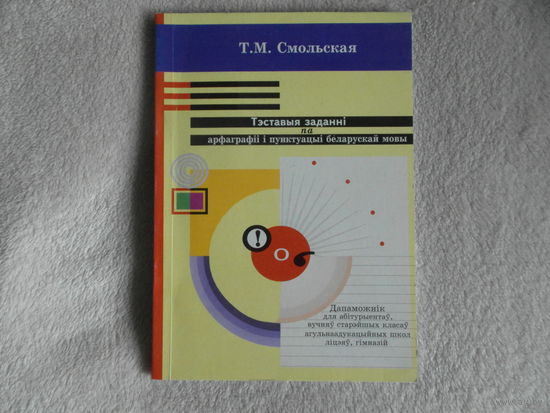 Т.М. Смольская
Тэставыя заданні
па
арфаграфіі і пунктуацыі беларускай мовы
!
О
,
Дапаможнік
для абітурыентаў,
вучняў старэйшых класаў
агульнаадукацыйных школ
ліцэяў, гімназій